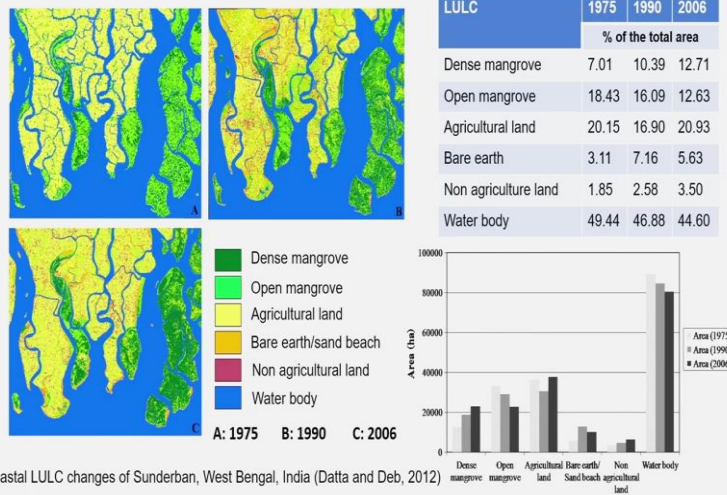 LULC 1975 1990 2006
% of the total area
Dense mangrove 7.01 10.39 12.71
Open mangrove 18.43 16.09 12.63
Agricultural land 20.15 16.90 20.93
Bare earth 3.11 7.16 5.63
Non agriculture land 1.85 2.58 3.50
Water body 49.44 46.88 44.60
A
B
C
Dense mangrove
Open mangrove
Agricultural land
Bare earth/sand beach
Non agricultural land
Water body
A: 1975 B: 1990 C: 2006
Area (ha)
100000
80000
60000
40000
20000
0
Dense mangrove
Open mangrove
Agricultural land
Bare earth/ Sand beach
Non agricultural land
Water body
Area (1975
Area (1990
Area (2006
astal LULC changes of Sunderban, West Bengal, India (Datta and Deb, 2012)